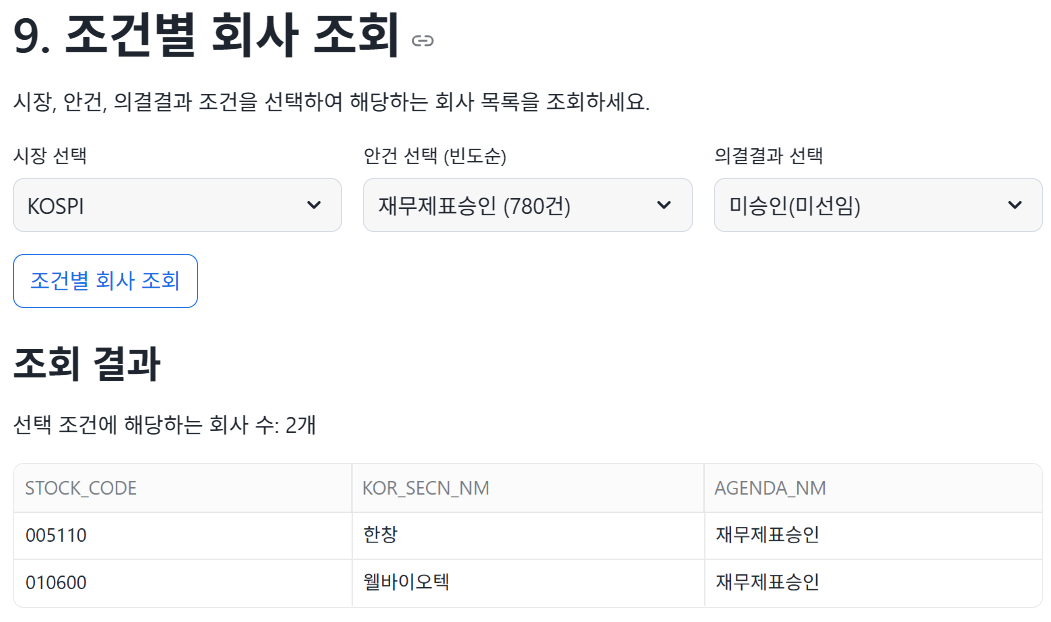 9. 조건별 회사 조회
시장, 안건, 의결결과 조건을 선택하여 해당하는 회사 목록을 조회하세요.
시장 선택 안건 선택 (빈도순) 의결결과 선택
KOSPI 재무제표승인 (780건) 미승인(미선임)
조건별 회사 조회
조회 결과
선택 조건에 해당하는 회사 수: 2개
STOCK_CODE KOR_SECN_NM AGENDA_NM
005110 한창 재무제표승인
010600 웰바이오텍 재무제표승인